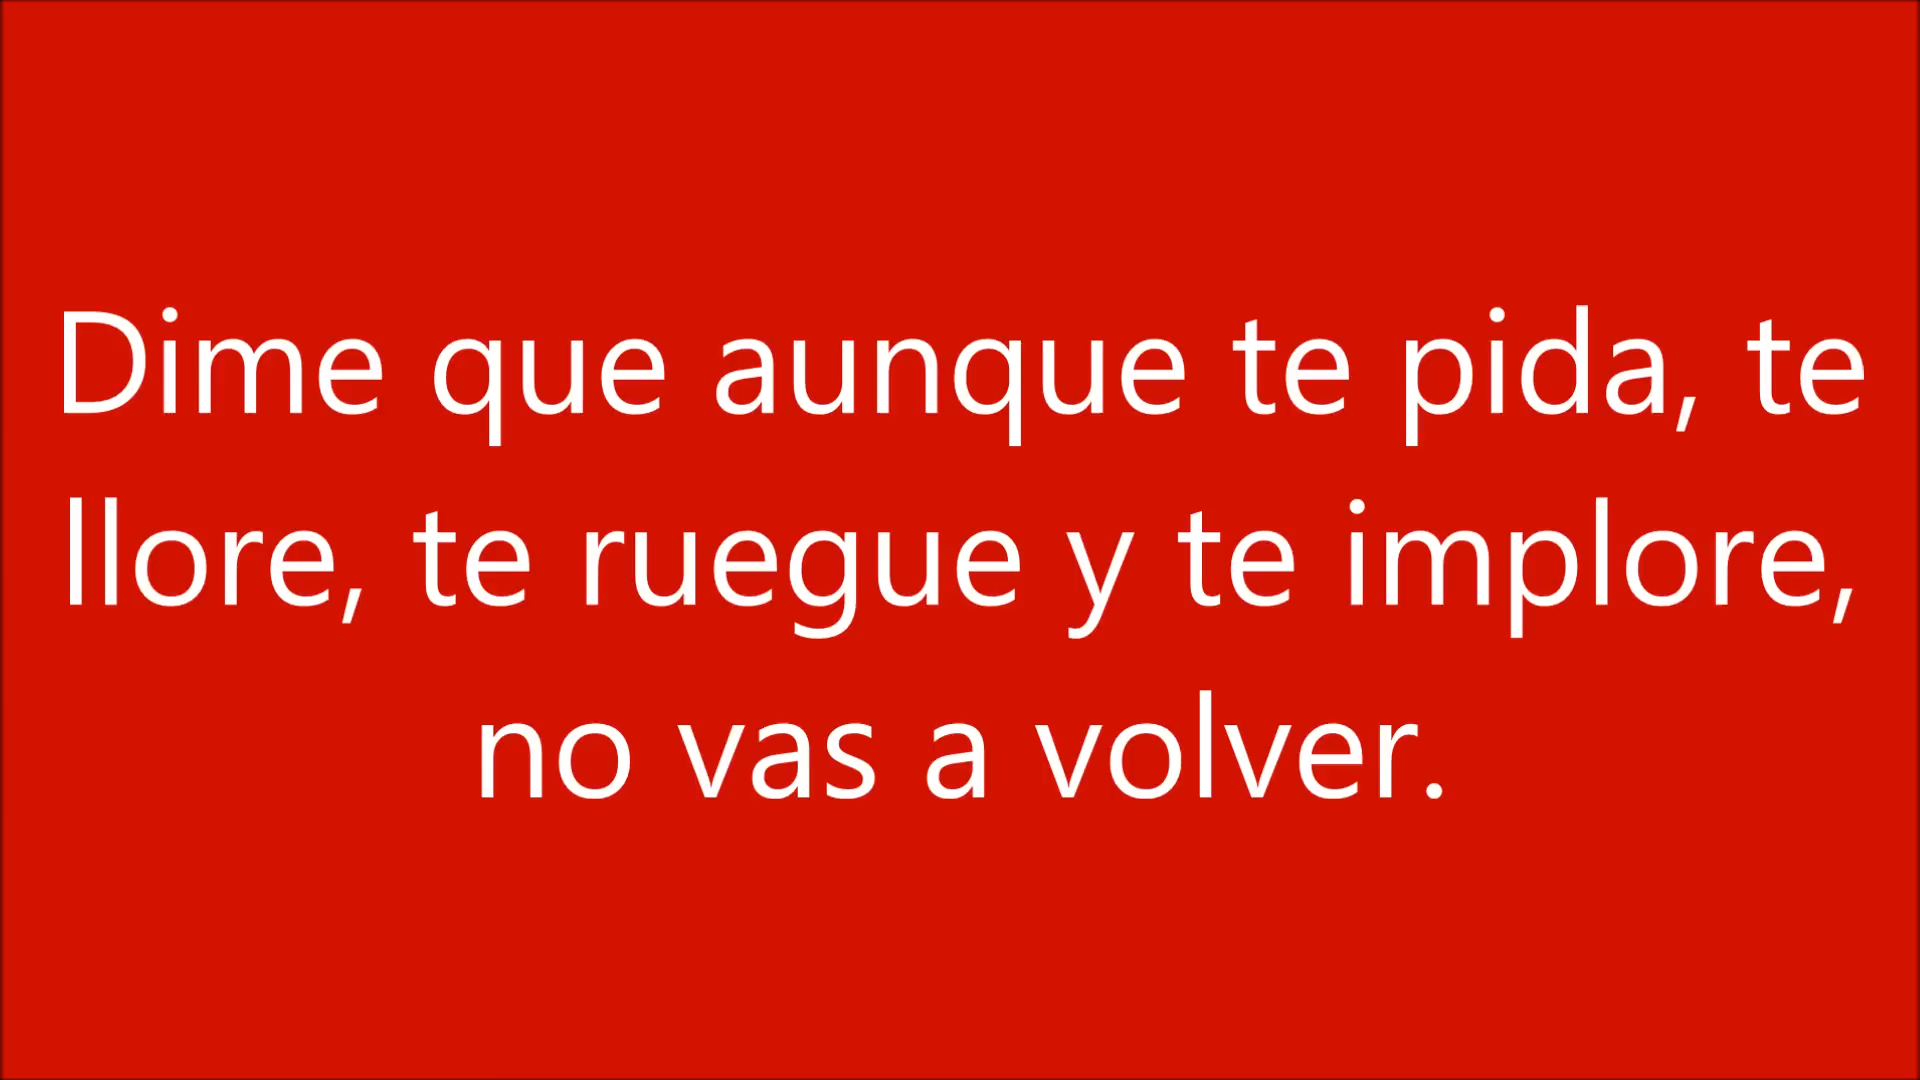 Dime que aunque te pida, te
llore, te ruegue y te implore,
no vas a volver.